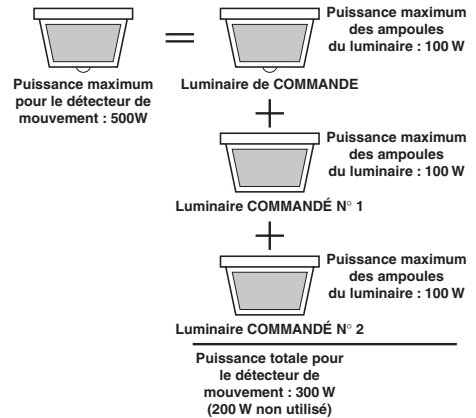 Puissance maximum
pour le détecteur de
mouvement : 500W
=
Puissance maximum
des ampoules
du luminaire : 100 W
Luminaire de COMMANDE
+
Puissance maximum
des ampoules
du luminaire : 100 W
Luminaire COMMANDÉ N° 1
+
Puissance maximum
des ampoules
du luminaire : 100 W
Luminaire COMMANDÉ N° 2
Puissance totale pour
le détecteur de
mouvement : 300 W
(200 W non utilisé)